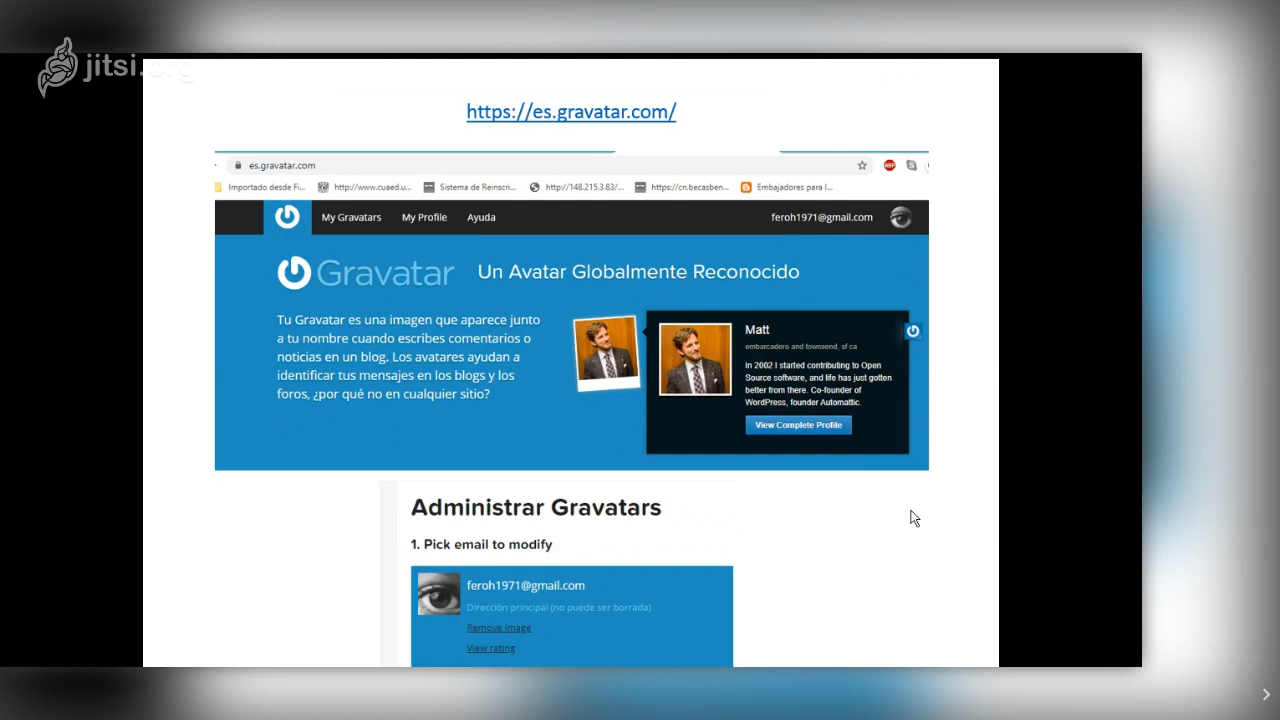 jitsi.org
https://es.gravatar.com/
es.gravatar.com
ABP
Importado desde Fi...
http://www.cuaed.u...
Sistema de Reinscri...
http://148.215.3.83/...
https://cn.becasben...
Embajadores para l...
My Gravatars
My Profile
Ayuda
feroh1971@gmail.com
Gravatar
Un Avatar Globalmente Reconocido
Tu Gravatar es una imagen que aparece junto
a tu nombre cuando escribes comentarios o
noticias en un blog. Los avatares ayudan a
identificar tus mensajes en los blogs y los
foros, ¿por qué no en cualquier sitio?
Matt
embarcadero and townsend, sf ca
In 2002 I started contributing to Open
Source software, and life has just gotten
better from there. Co-founder of
WordPress, founder Automattic.
View Complete Profile
Administrar Gravatars
1. Pick email to modify
feroh1971@gmail.com
Dirección principal (no puede ser borrada)
Remove image
View rating